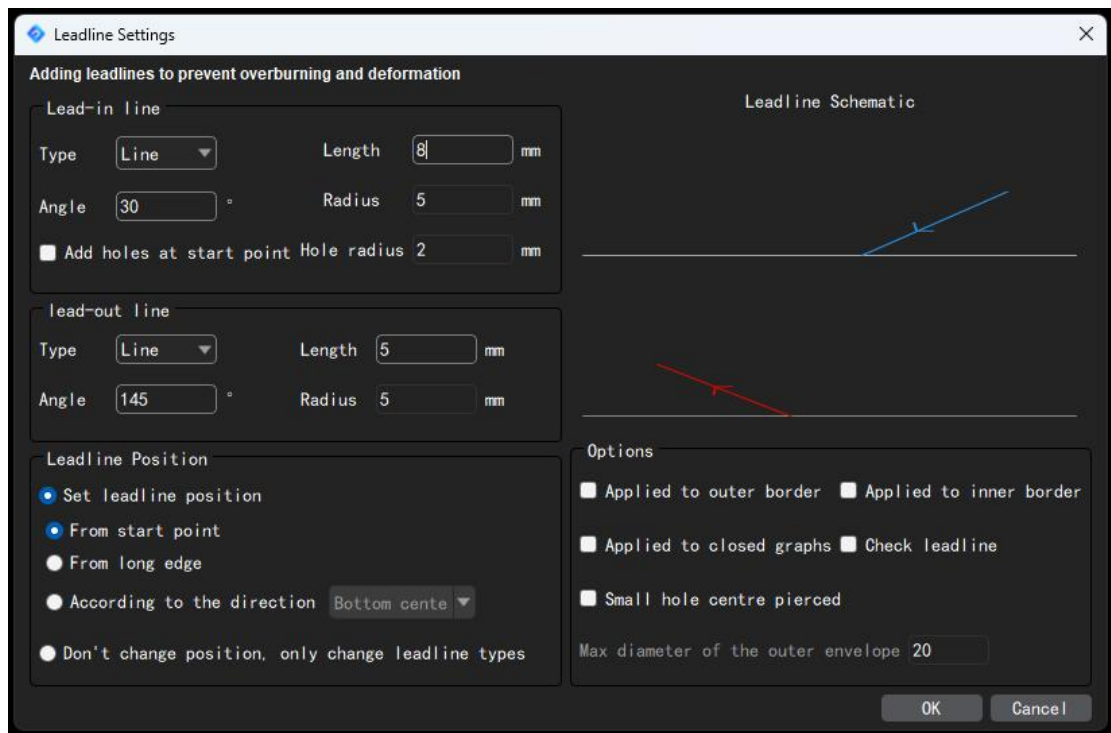 Leadline Settings
Adding leadlines to prevent overburning and deformation
Lead-in line
Type Line Length 8 mm
Angle 30 ° Radius 5 mm
Add holes at start point Hole radius 2 mm
lead-out line
Type Line Length 5 mm
Angle 145 ° Radius 5 mm
Leadline Position
Set leadline position
From start point
From long edge
According to the direction Bottom cente
Don't change position, only change leadline types
Leadline Schematic
Options
Applied to outer border Applied to inner border
Applied to closed graphs Check leadline
Small hole centre pierced
Max diameter of the outer envelope 20
OK Cancel